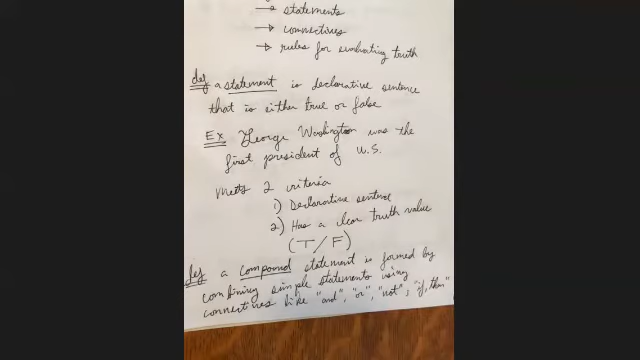 → statements
→ connectives
→ rules for evaluating truth
def a statement is declarative sentence
that is either true or false
Ex George Washington was the
first president of U.S.
Meets 2 criteria
1) Declarative sentence
2) Has a clear truth value
(T/F)
def a compound statement is formed by
combining simple statements using
connectives like "and", "or", "not", "if, then"